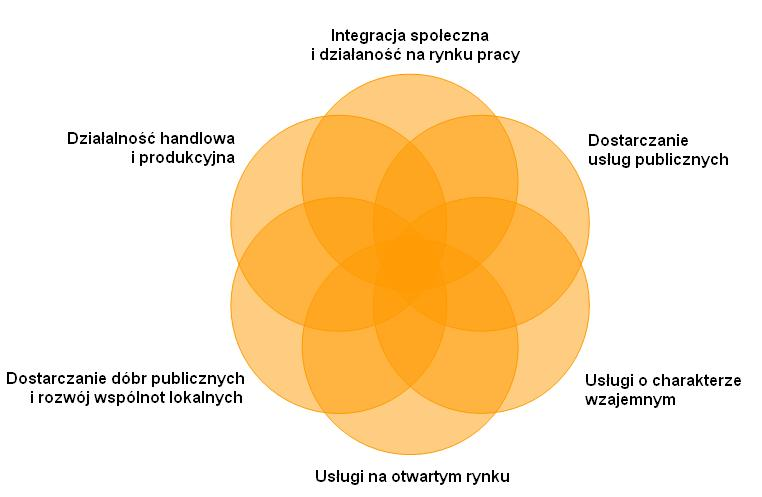 Integracja społeczna
i działaność na rynku pracy
Działalność handlowa
i produkcyjna
Dostarczanie
usług publicznych
Dostarczanie dóbr publicznych
i rozwój wspólnot lokalnych
Usługi o charakterze
wzajemnym
Usługi na otwartym rynku